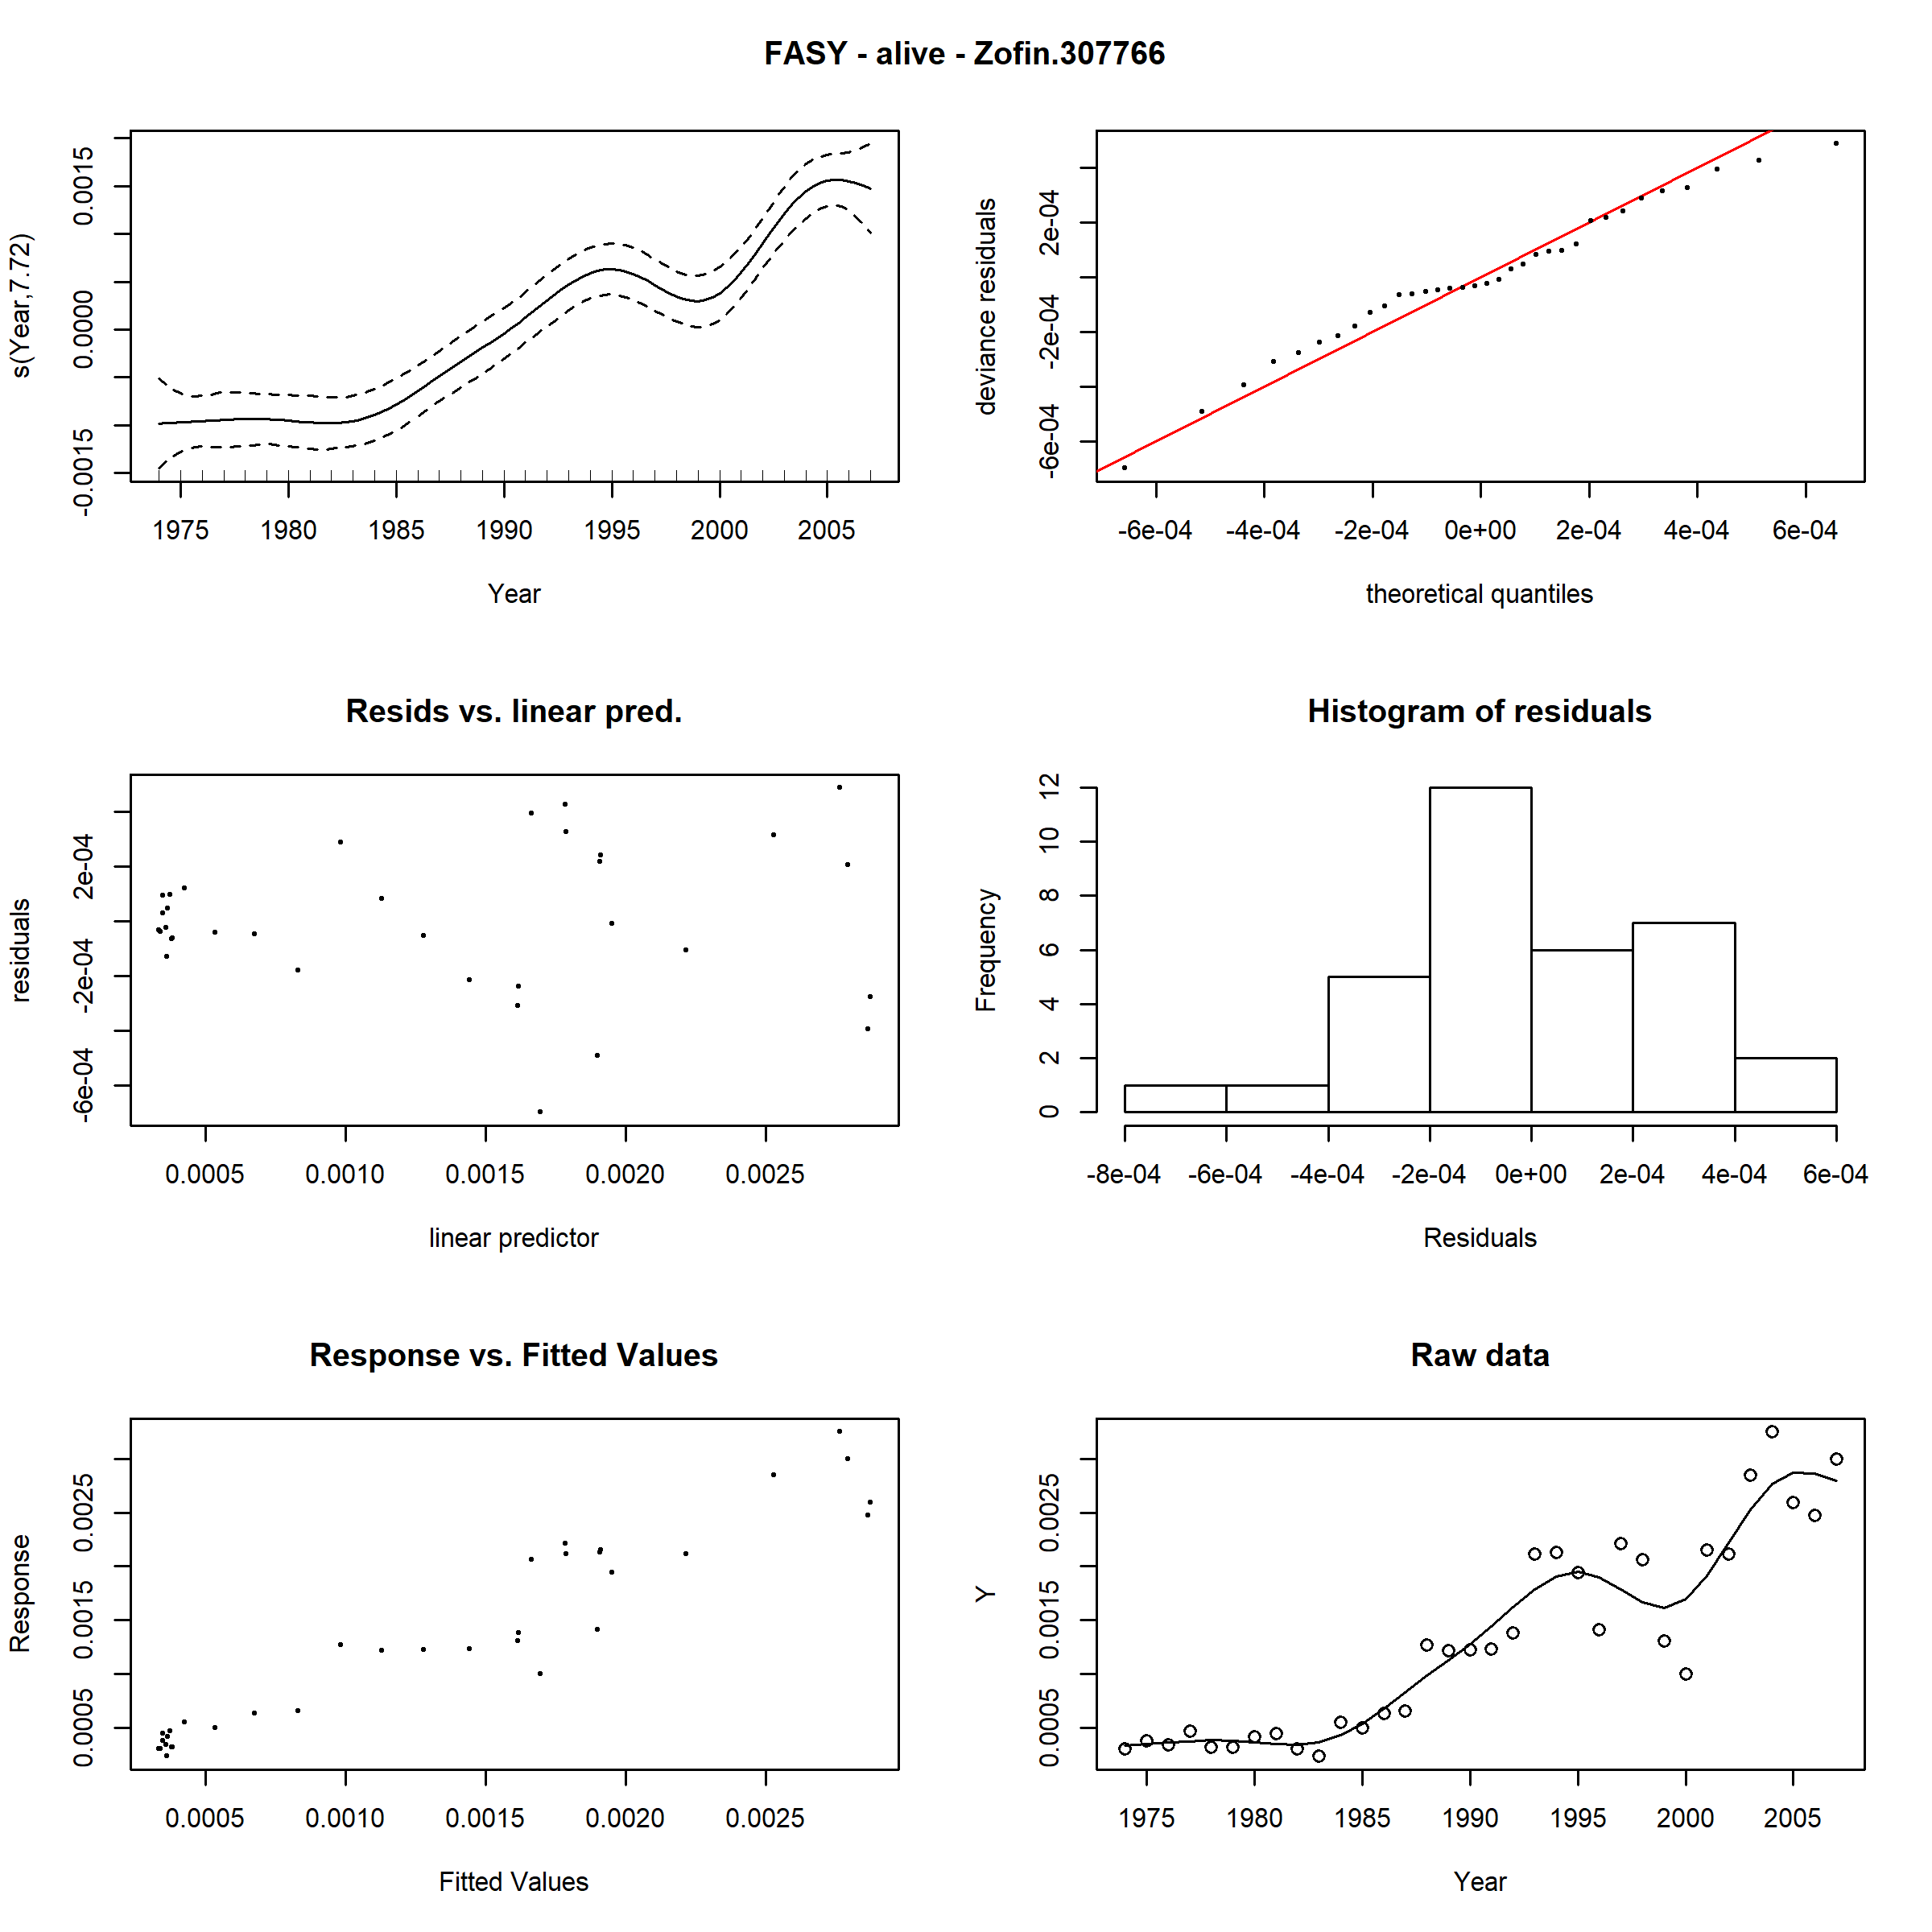 FASY - alive - Zofin.307766
s(Year,7.72)
0.0015
0.0000
-0.0015
1975 1980 1985 1990 1995 2000 2005
Year
deviance residuals
2e-04
-2e-04
-6e-04
-6e-04 -4e-04 -2e-04 0e+00 2e-04 4e-04 6e-04
theoretical quantiles
Resids vs. linear pred.
residuals
2e-04
-2e-04
-6e-04
0.0005 0.0010 0.0015 0.0020 0.0025
linear predictor
Histogram of residuals
Frequency
12
10
8
6
4
2
0
-8e-04 -6e-04 -4e-04 -2e-04 0e+00 2e-04 4e-04 6e-04
Residuals
Response vs. Fitted Values
Response
0.0025
0.0015
0.0005
0.0005 0.0010 0.0015 0.0020 0.0025
Fitted Values
Raw data
Y
0.0025
0.0015
0.0005
1975 1980 1985 1990 1995 2000 2005
Year